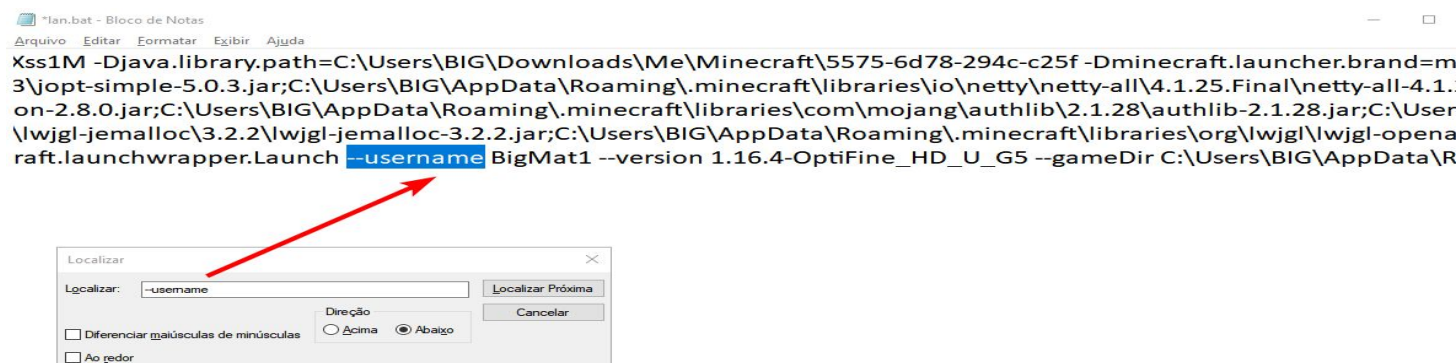 *lan.bat - Bloco de Notas
Arquivo Editar Formatar Exibir Ajuda
Xss1M -Djava.library.path=C:\Users\BIG\Downloads\Me\Minecraft\5575-6d78-294c-c25f -Dminecraft.launcher.brand=m
3\jopt-simple-5.0.3.jar;C:\Users\BIG\AppData\Roaming\.minecraft\libraries\io\netty\netty-all\4.1.25.Final\netty-all-4.1.
on-2.8.0.jar;C:\Users\BIG\AppData\Roaming\.minecraft\libraries\com\mojang\authlib\2.1.28\authlib-2.1.28.jar;C:\User
\lwjgl-jemalloc\3.2.2\lwjgl-jemalloc-3.2.2.jar;C:\Users\BIG\AppData\Roaming\.minecraft\libraries\org\lwjgl\lwjgl-opena
raft.launchwrapper.Launch --username BigMat1 --version 1.16.4-OptiFine_HD_U_G5 --gameDir C:\Users\BIG\AppData\R
Localizar
Localizar: --username Localizar Próxima
Direção Cancelar
Diferenciar maiúsculas de minúsculas Acima Abaixo
Ao redor